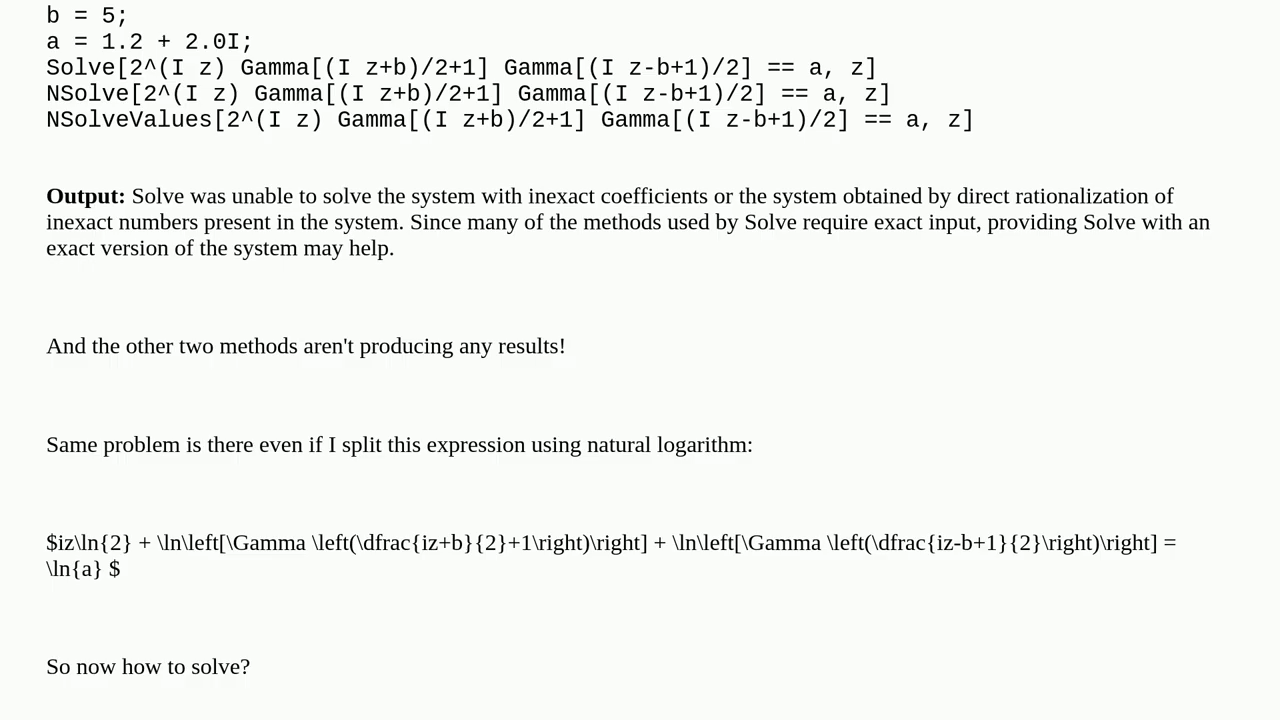 b = 5;
a = 1.2 + 2.0I;
Solve[2^(I z) Gamma[(I z+b)/2+1] Gamma[(I z-b+1)/2] == a, z]
NSolve[2^(I z) Gamma[(I z+b)/2+1] Gamma[(I z-b+1)/2] == a, z]
NSolveValues[2^(I z) Gamma[(I z+b)/2+1] Gamma[(I z-b+1)/2] == a, z]
Output: Solve was unable to solve the system with inexact coefficients or the system obtained by direct rationalization of
inexact numbers present in the system. Since many of the methods used by Solve require exact input, providing Solve with an
exact version of the system may help.
And the other two methods aren't producing any results!
Same problem is there even if I split this expression using natural logarithm:
$iz\ln{2} + \ln\left[\Gamma \left(\dfrac{iz+b}{2}+1\right)\right] + \ln\left[\Gamma \left(\dfrac{iz-b+1}{2}\right)\right] =
\ln{a} $
So now how to solve?